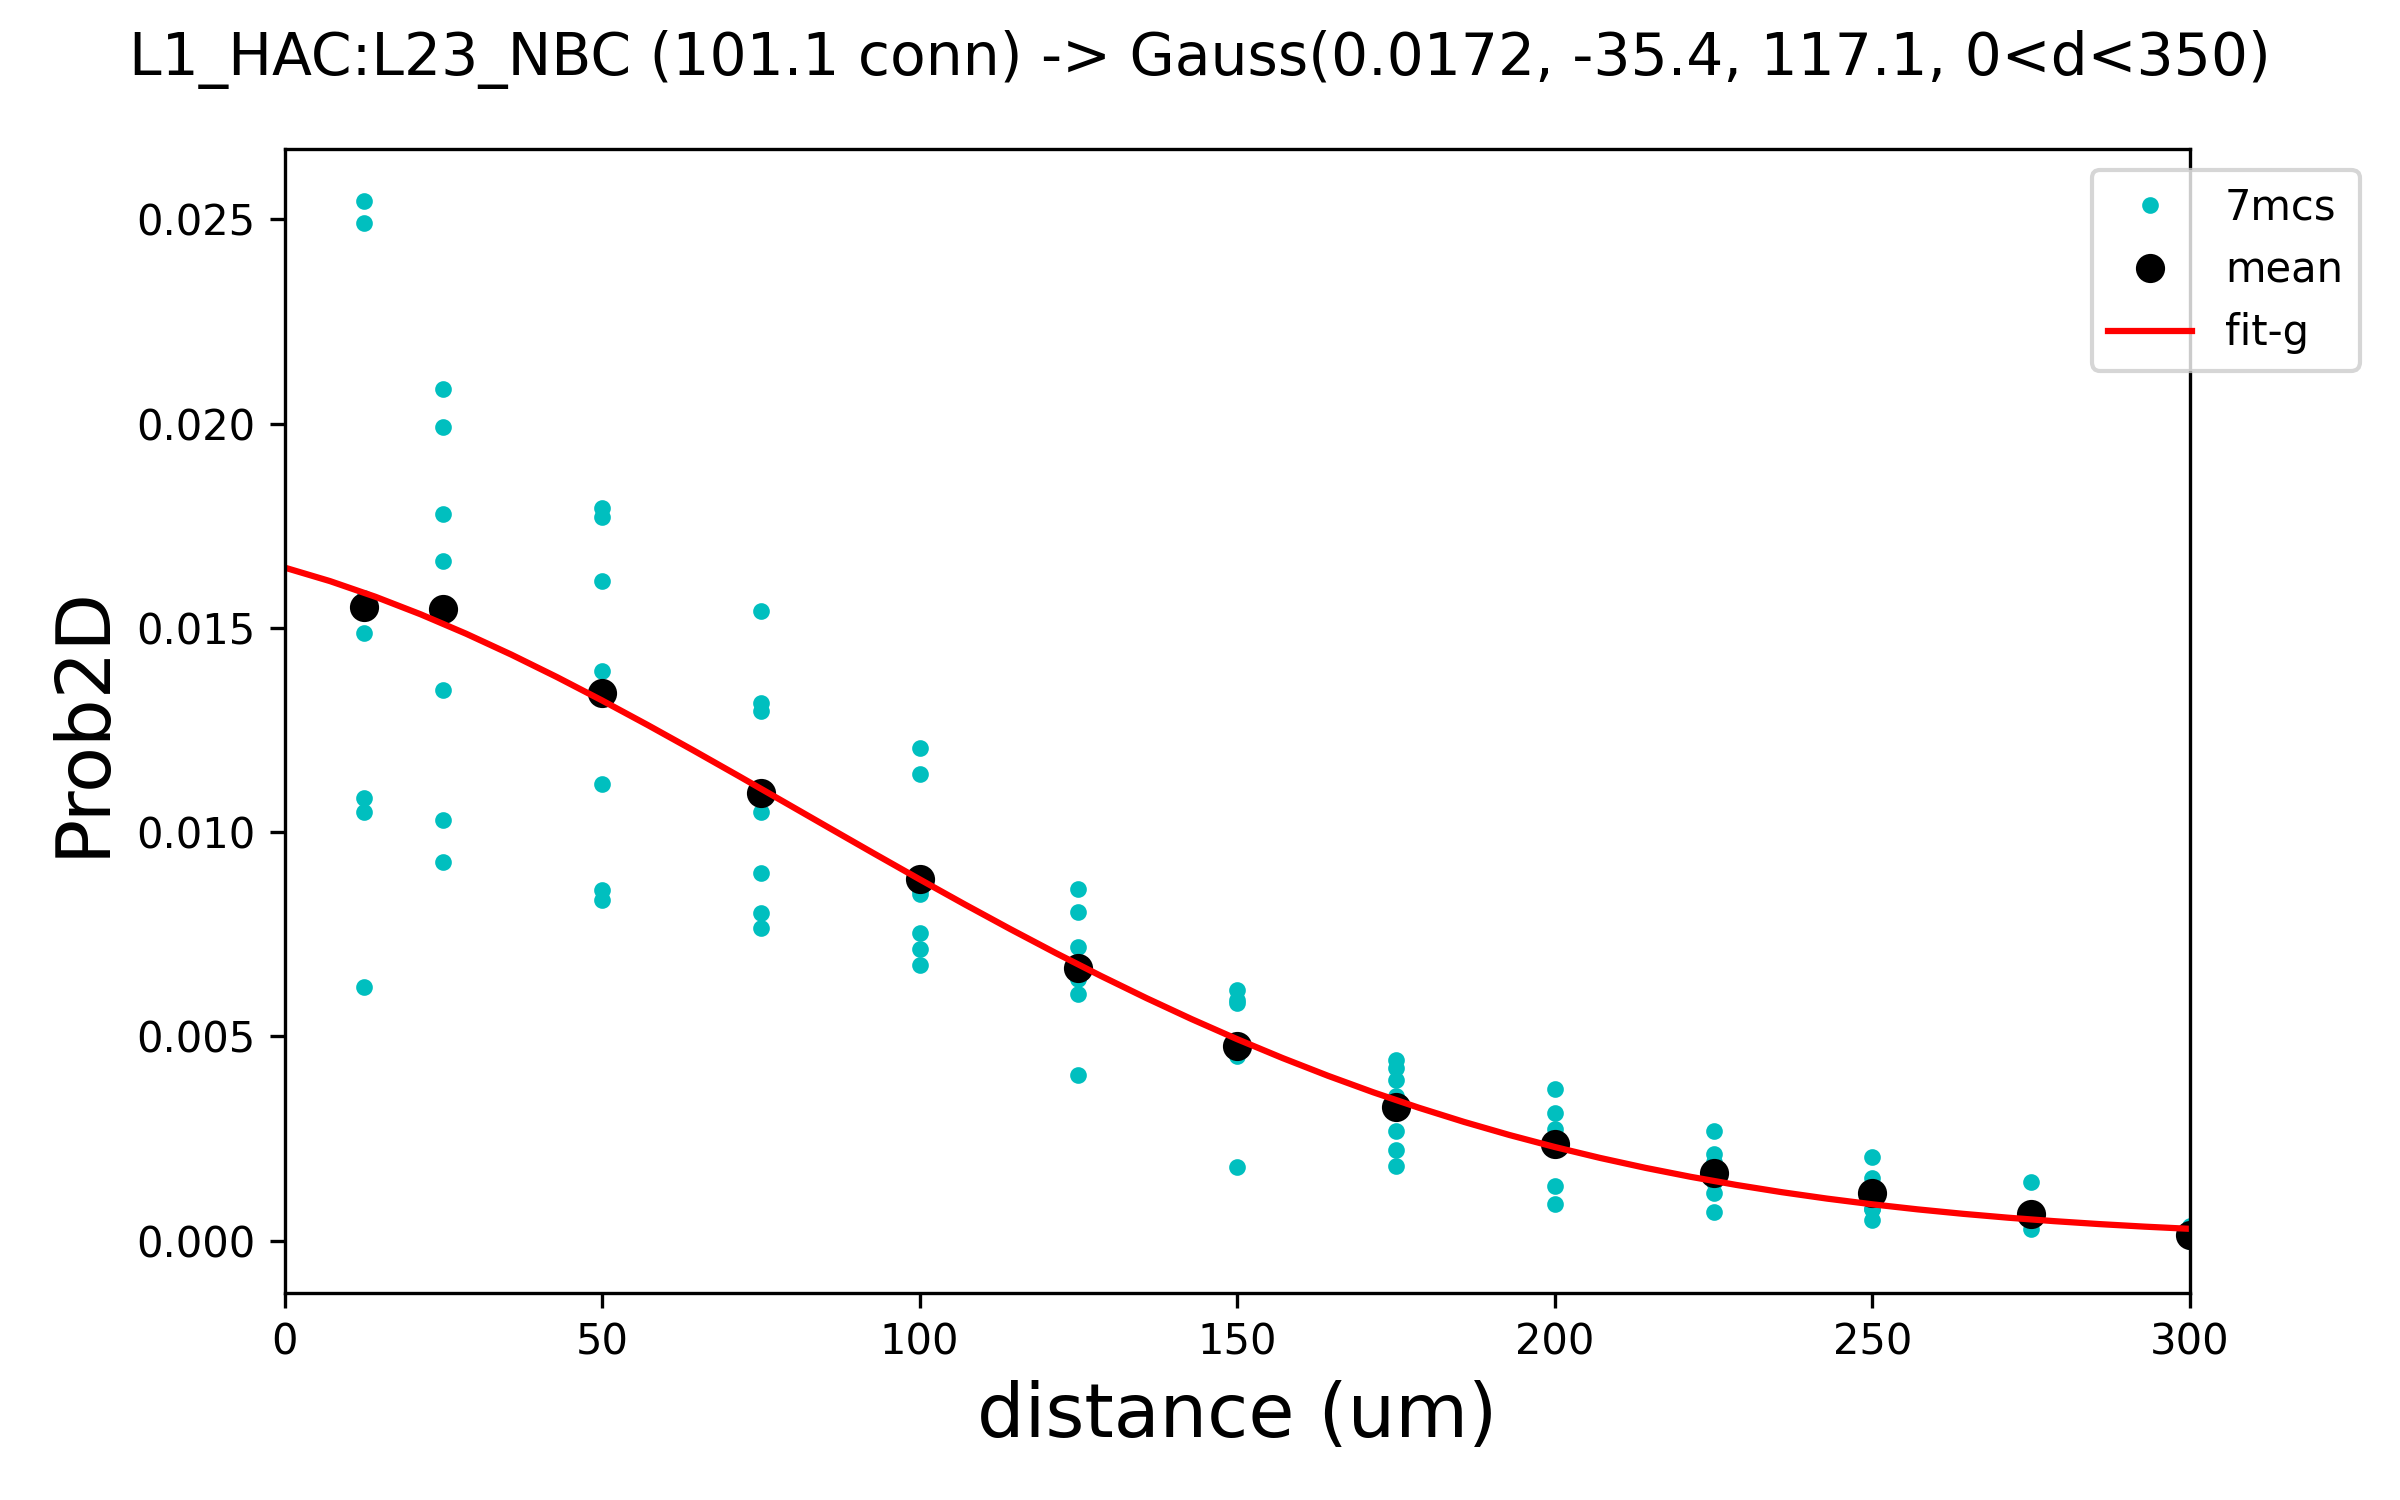 L1_HAC:L23_NBC (101.1 conn) -> Gauss(0.0172, -35.4, 117.1, 0<d<350)
7mcs
mean
fit-g
Prob2D
0.025
0.020
0.015
0.010
0.005
0.000
0 50 100 150 200 250 300
distance (um)